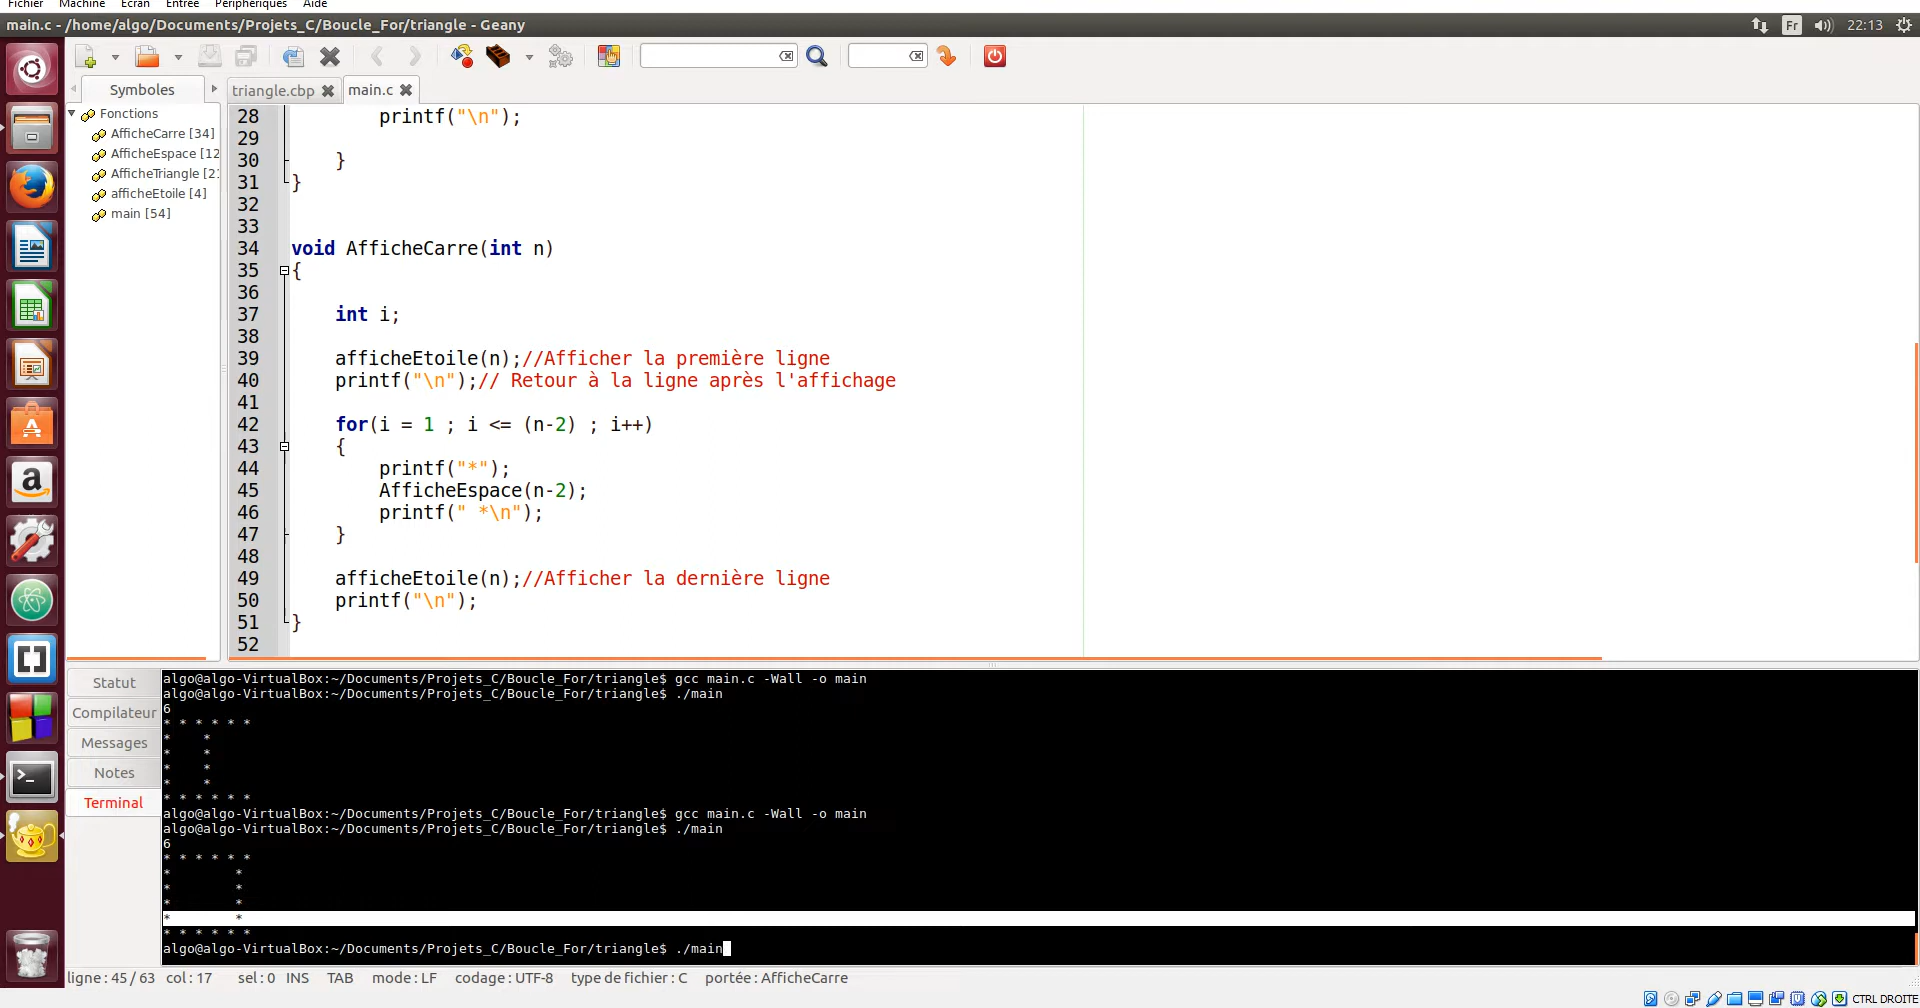 Fichier Machine Écran Entrée Périphériques Aide
main.c - /home/algo/Documents/Projets_C/Boucle_For/triangle - Geany
Fr 22:13
Symboles
triangle.cbp main.c
Fonctions
AfficheCarre [34]
AfficheEspace [12
AfficheTriangle [21
afficheEtoile [4]
main [54]
28 printf("\n");
29
30 }
31 }
32
33
34 void AfficheCarre(int n)
35 {
36
37 int i;
38
39 afficheEtoile(n);//Afficher la première ligne
40 printf("\n");// Retour à la ligne après l'affichage
41
42 for(i = 1 ; i <= (n-2) ; i++)
43 {
44 printf("*");
45 AfficheEspace(n-2);
46 printf(" *\n");
47 }
48
49 afficheEtoile(n);//Afficher la dernière ligne
50 printf("\n");
51 }
52
Statut
Compilateur
Messages
Notes
Terminal
algo@algo-VirtualBox:~/Documents/Projets_C/Boucle_For/triangle$ gcc main.c -Wall -o main
algo@algo-VirtualBox:~/Documents/Projets_C/Boucle_For/triangle$ ./main
6
* * * * * *
*    *
*    *
*    *
*    *
* * * * * *
algo@algo-VirtualBox:~/Documents/Projets_C/Boucle_For/triangle$ gcc main.c -Wall -o main
algo@algo-VirtualBox:~/Documents/Projets_C/Boucle_For/triangle$ ./main
6
* * * * * *
*        *
*        *
*        *
*        *
* * * * * *
algo@algo-VirtualBox:~/Documents/Projets_C/Boucle_For/triangle$ ./main
ligne : 45 / 63 col : 17 sel : 0 INS TAB mode : LF codage : UTF-8 type de fichier : C portée : AfficheCarre
CTRL DROITE